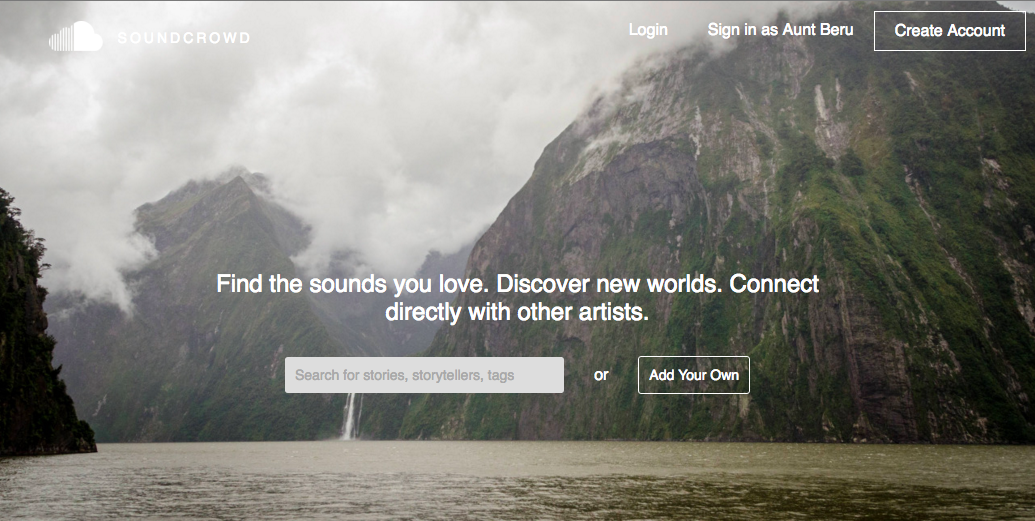 SOUNDCROWD
Login
Sign in as Aunt Beru
Create Account
Find the sounds you love. Discover new worlds. Connect
directly with other artists.
Search for stories, storytellers, tags
or
Add Your Own